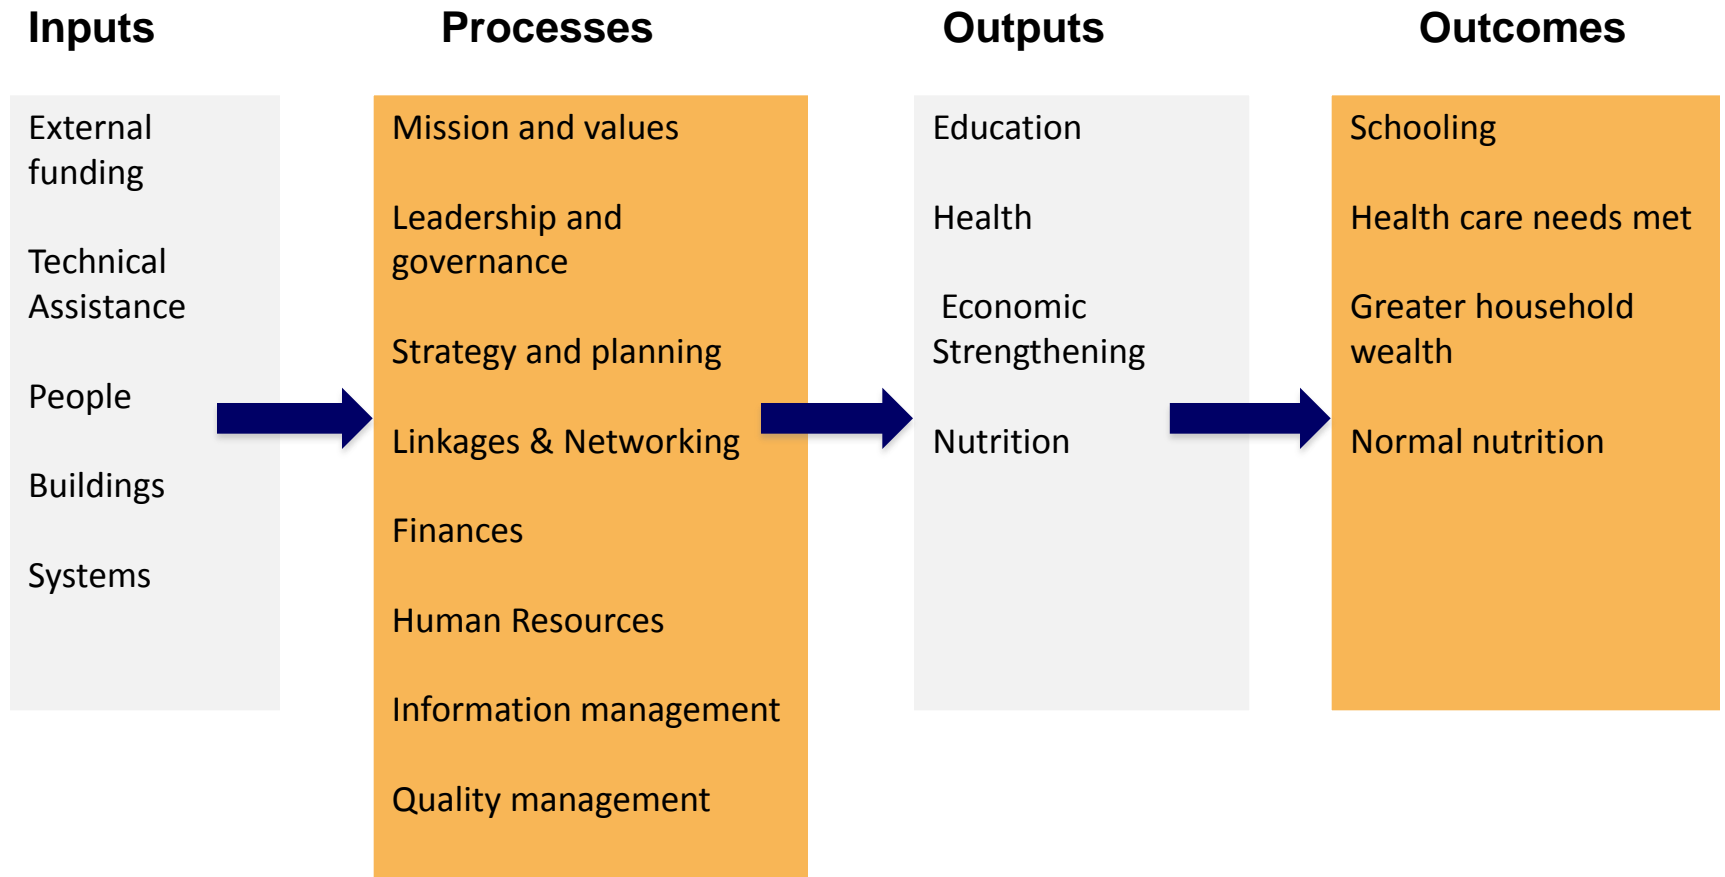 Inputs
Processes
Outputs
Outcomes
External
funding
Technical
Assistance
People
Buildings
Systems
Mission and values
Leadership and
governance
Strategy and planning
Linkages & Networking
Finances
Human Resources
Information management
Quality management
Education
Health
Economic
Strengthening
Nutrition
Schooling
Health care needs met
Greater household
wealth
Normal nutrition